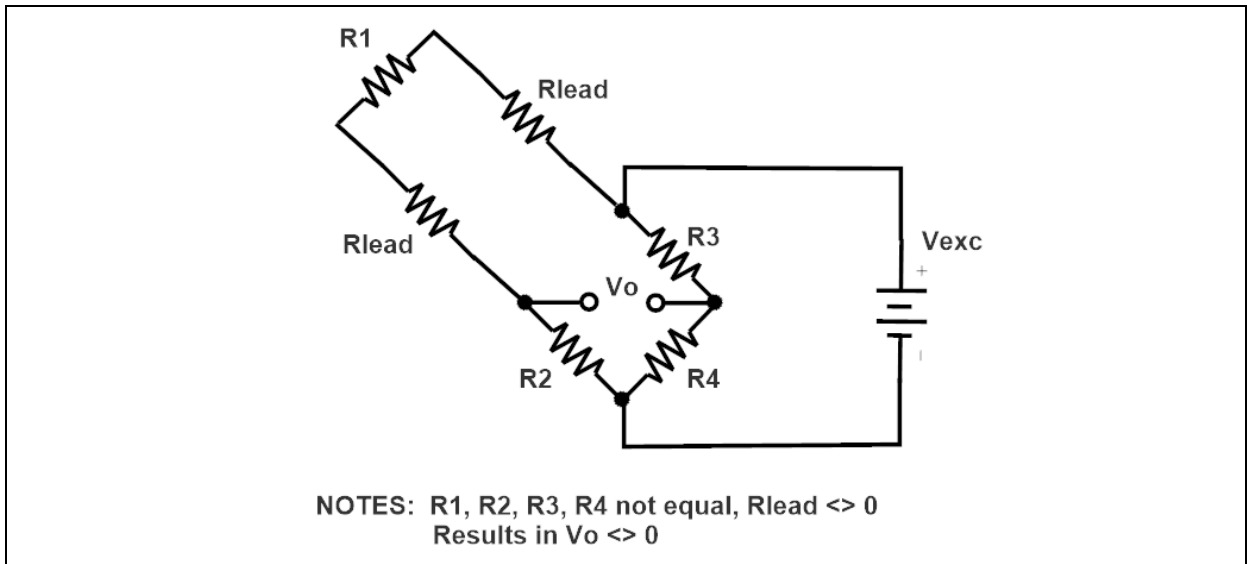 R1
Rlead
Rlead
R3
Vexc
+
Vo
R2
R4
NOTES: R1, R2, R3, R4 not equal, Rlead <> 0
Results in Vo <> 0